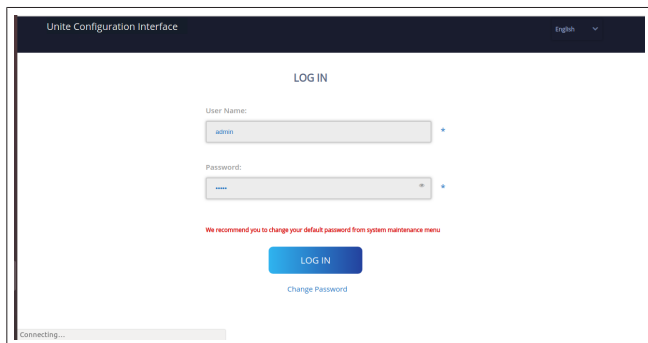 Unite Configuration Interface
English
LOG IN
User Name:
admin
*
Password:
•••••
*
We recommend you to change your default password from system maintenance menu
LOG IN
Change Password
Connecting...